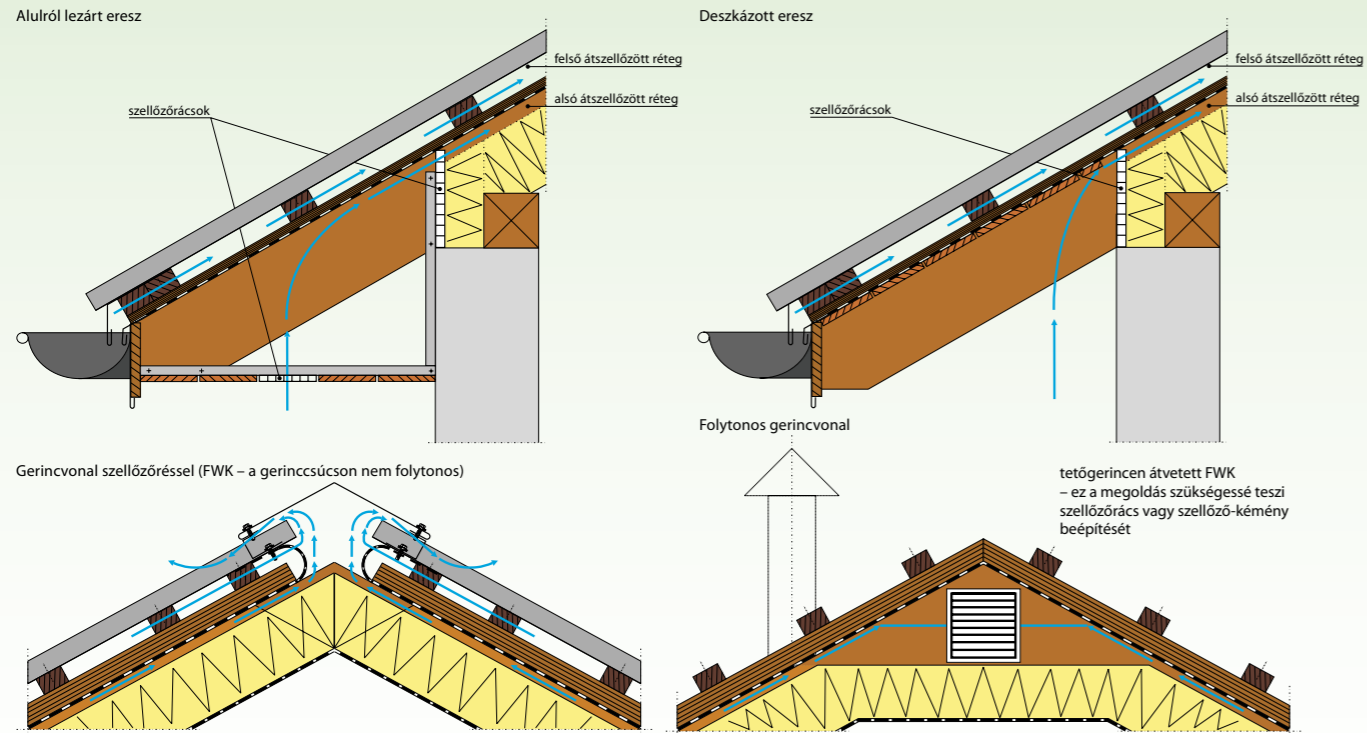 Alulról lezárt eresz
felső átszellőzött réteg
alsó átszellőzött réteg
szellőzőrácsok
Deszkázott eresz
felső átszellőzött réteg
alsó átszellőzött réteg
szellőzőrácsok
Gerincvonal szellőzőréssel (FWK – a gerinccsúcson nem folytonos)
Folytonos gerincvonal
tetőgerincen átvetett FWK
– ez a megoldás szükségessé teszi
szellőzőrács vagy szellőző-kémény
beépítését